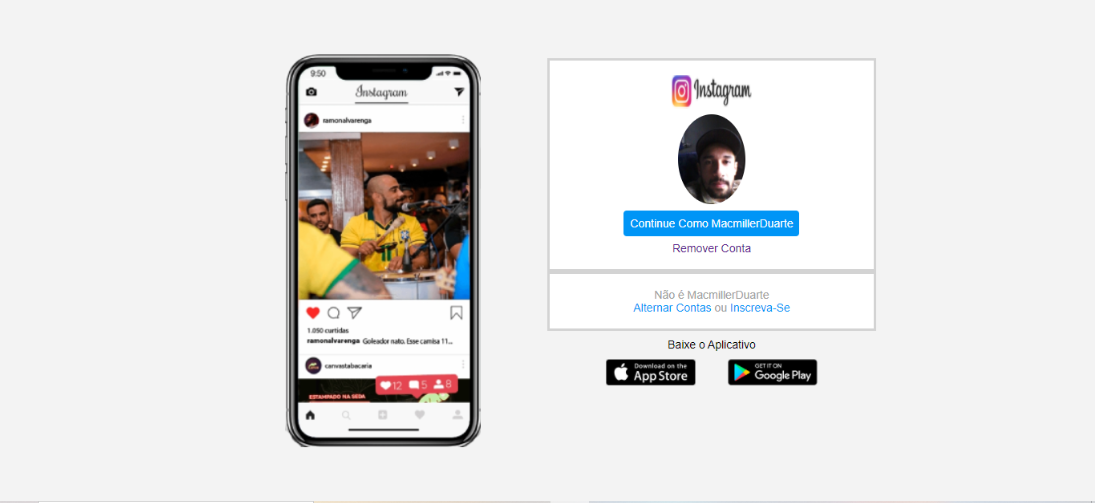 9:50
Instagram
ramonalvarenga
1.050 curtidas
ramonalvarenga Goleador nato. Esse camisa 11...
canvastabacaria
12 5 8
ESTAMPADO NA SEDA
Instagram
Continue Como MacmillerDuarte
Remover Conta
Não é MacmillerDuarte
Alternar Contas ou Inscreva-Se
Baixe o Aplicativo
Download on the
App Store
GET IT ON
Google Play